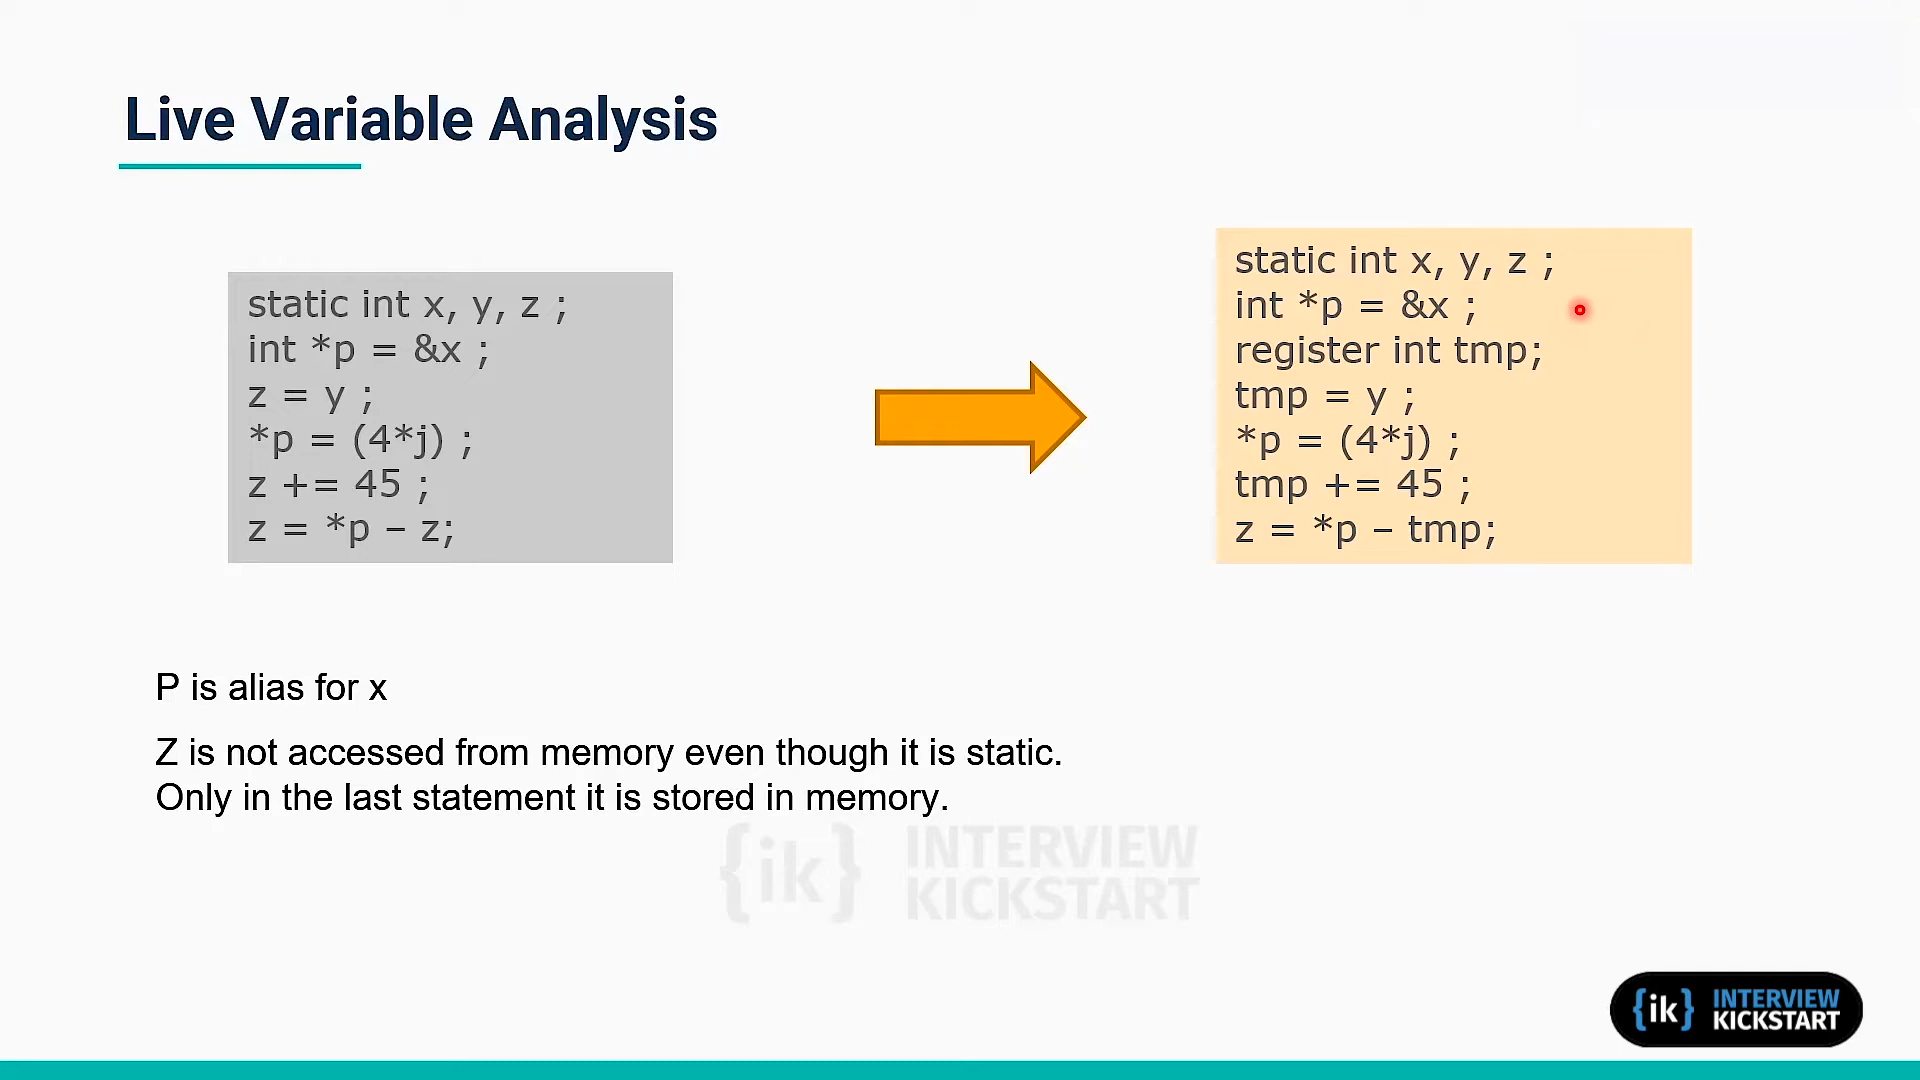 Live Variable Analysis
static int x, y, z ;
int *p = &x ;
z = y ;
*p = (4*j) ;
z += 45 ;
z = *p – z;
static int x, y, z ;
int *p = &x ;
register int tmp;
tmp = y ;
*p = (4*j) ;
tmp += 45 ;
z = *p – tmp;
P is alias for x
Z is not accessed from memory even though it is static.
Only in the last statement it is stored in memory.
{ik} INTERVIEW
KICKSTART
{ik} INTERVIEW
KICKSTART